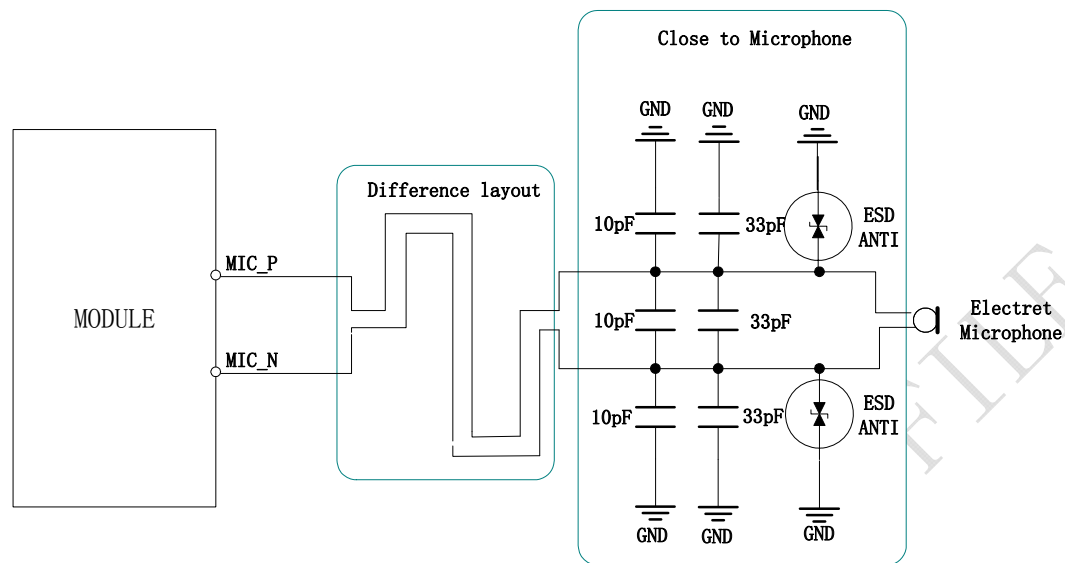 Close to Microphone
GND
GND
GND
Difference layout
10pF
33pF
ESD
ANTI
MIC_P
MODULE
10pF
33pF
Electret
Microphone
MIC_N
10pF
33pF
ESD
ANTI
GND
GND
GND
FILE